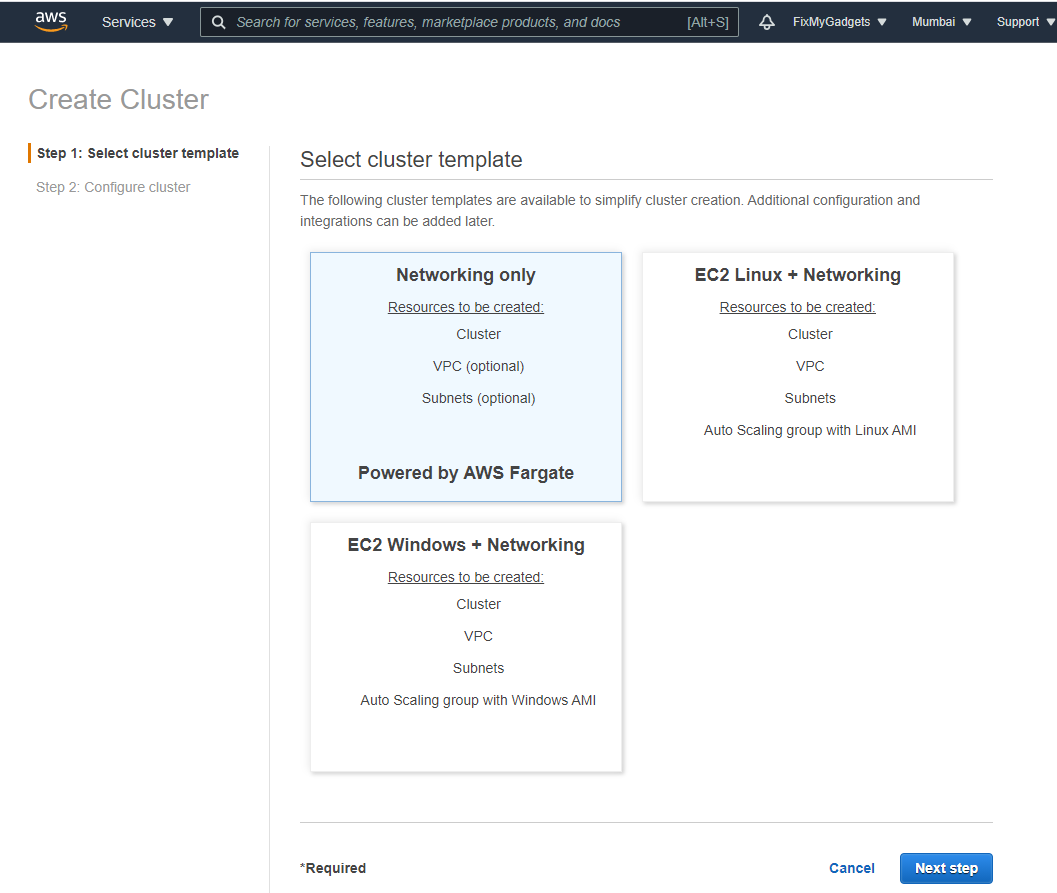 aws Services Search for services, features, marketplace products, and docs [Alt+S] FixMyGadgets Mumbai Support
Create Cluster
Step 1: Select cluster template
Step 2: Configure cluster
Select cluster template
The following cluster templates are available to simplify cluster creation. Additional configuration and
integrations can be added later.
Networking only
Resources to be created:
Cluster
VPC (optional)
Subnets (optional)
Powered by AWS Fargate
EC2 Linux + Networking
Resources to be created:
Cluster
VPC
Subnets
Auto Scaling group with Linux AMI
EC2 Windows + Networking
Resources to be created:
Cluster
VPC
Subnets
Auto Scaling group with Windows AMI
*Required
Cancel
Next step